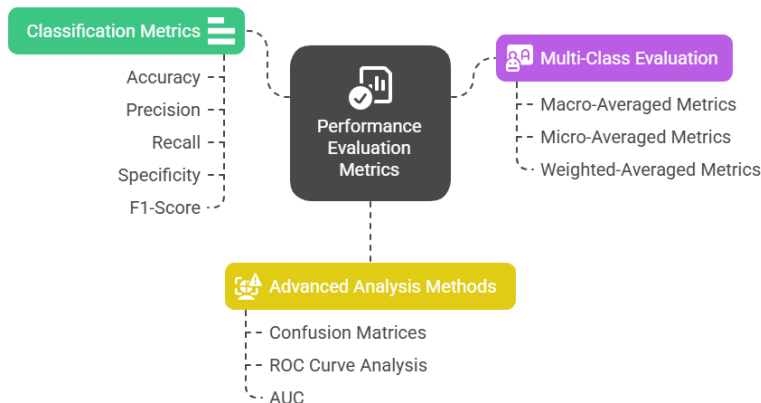 Classification Metrics
Accuracy
Precision
Recall
Specificity
F1-Score
Performance
Evaluation
Metrics
Multi-Class Evaluation
Macro-Averaged Metrics
Micro-Averaged Metrics
Weighted-Averaged Metrics
Advanced Analysis Methods
Confusion Matrices
ROC Curve Analysis
AUC